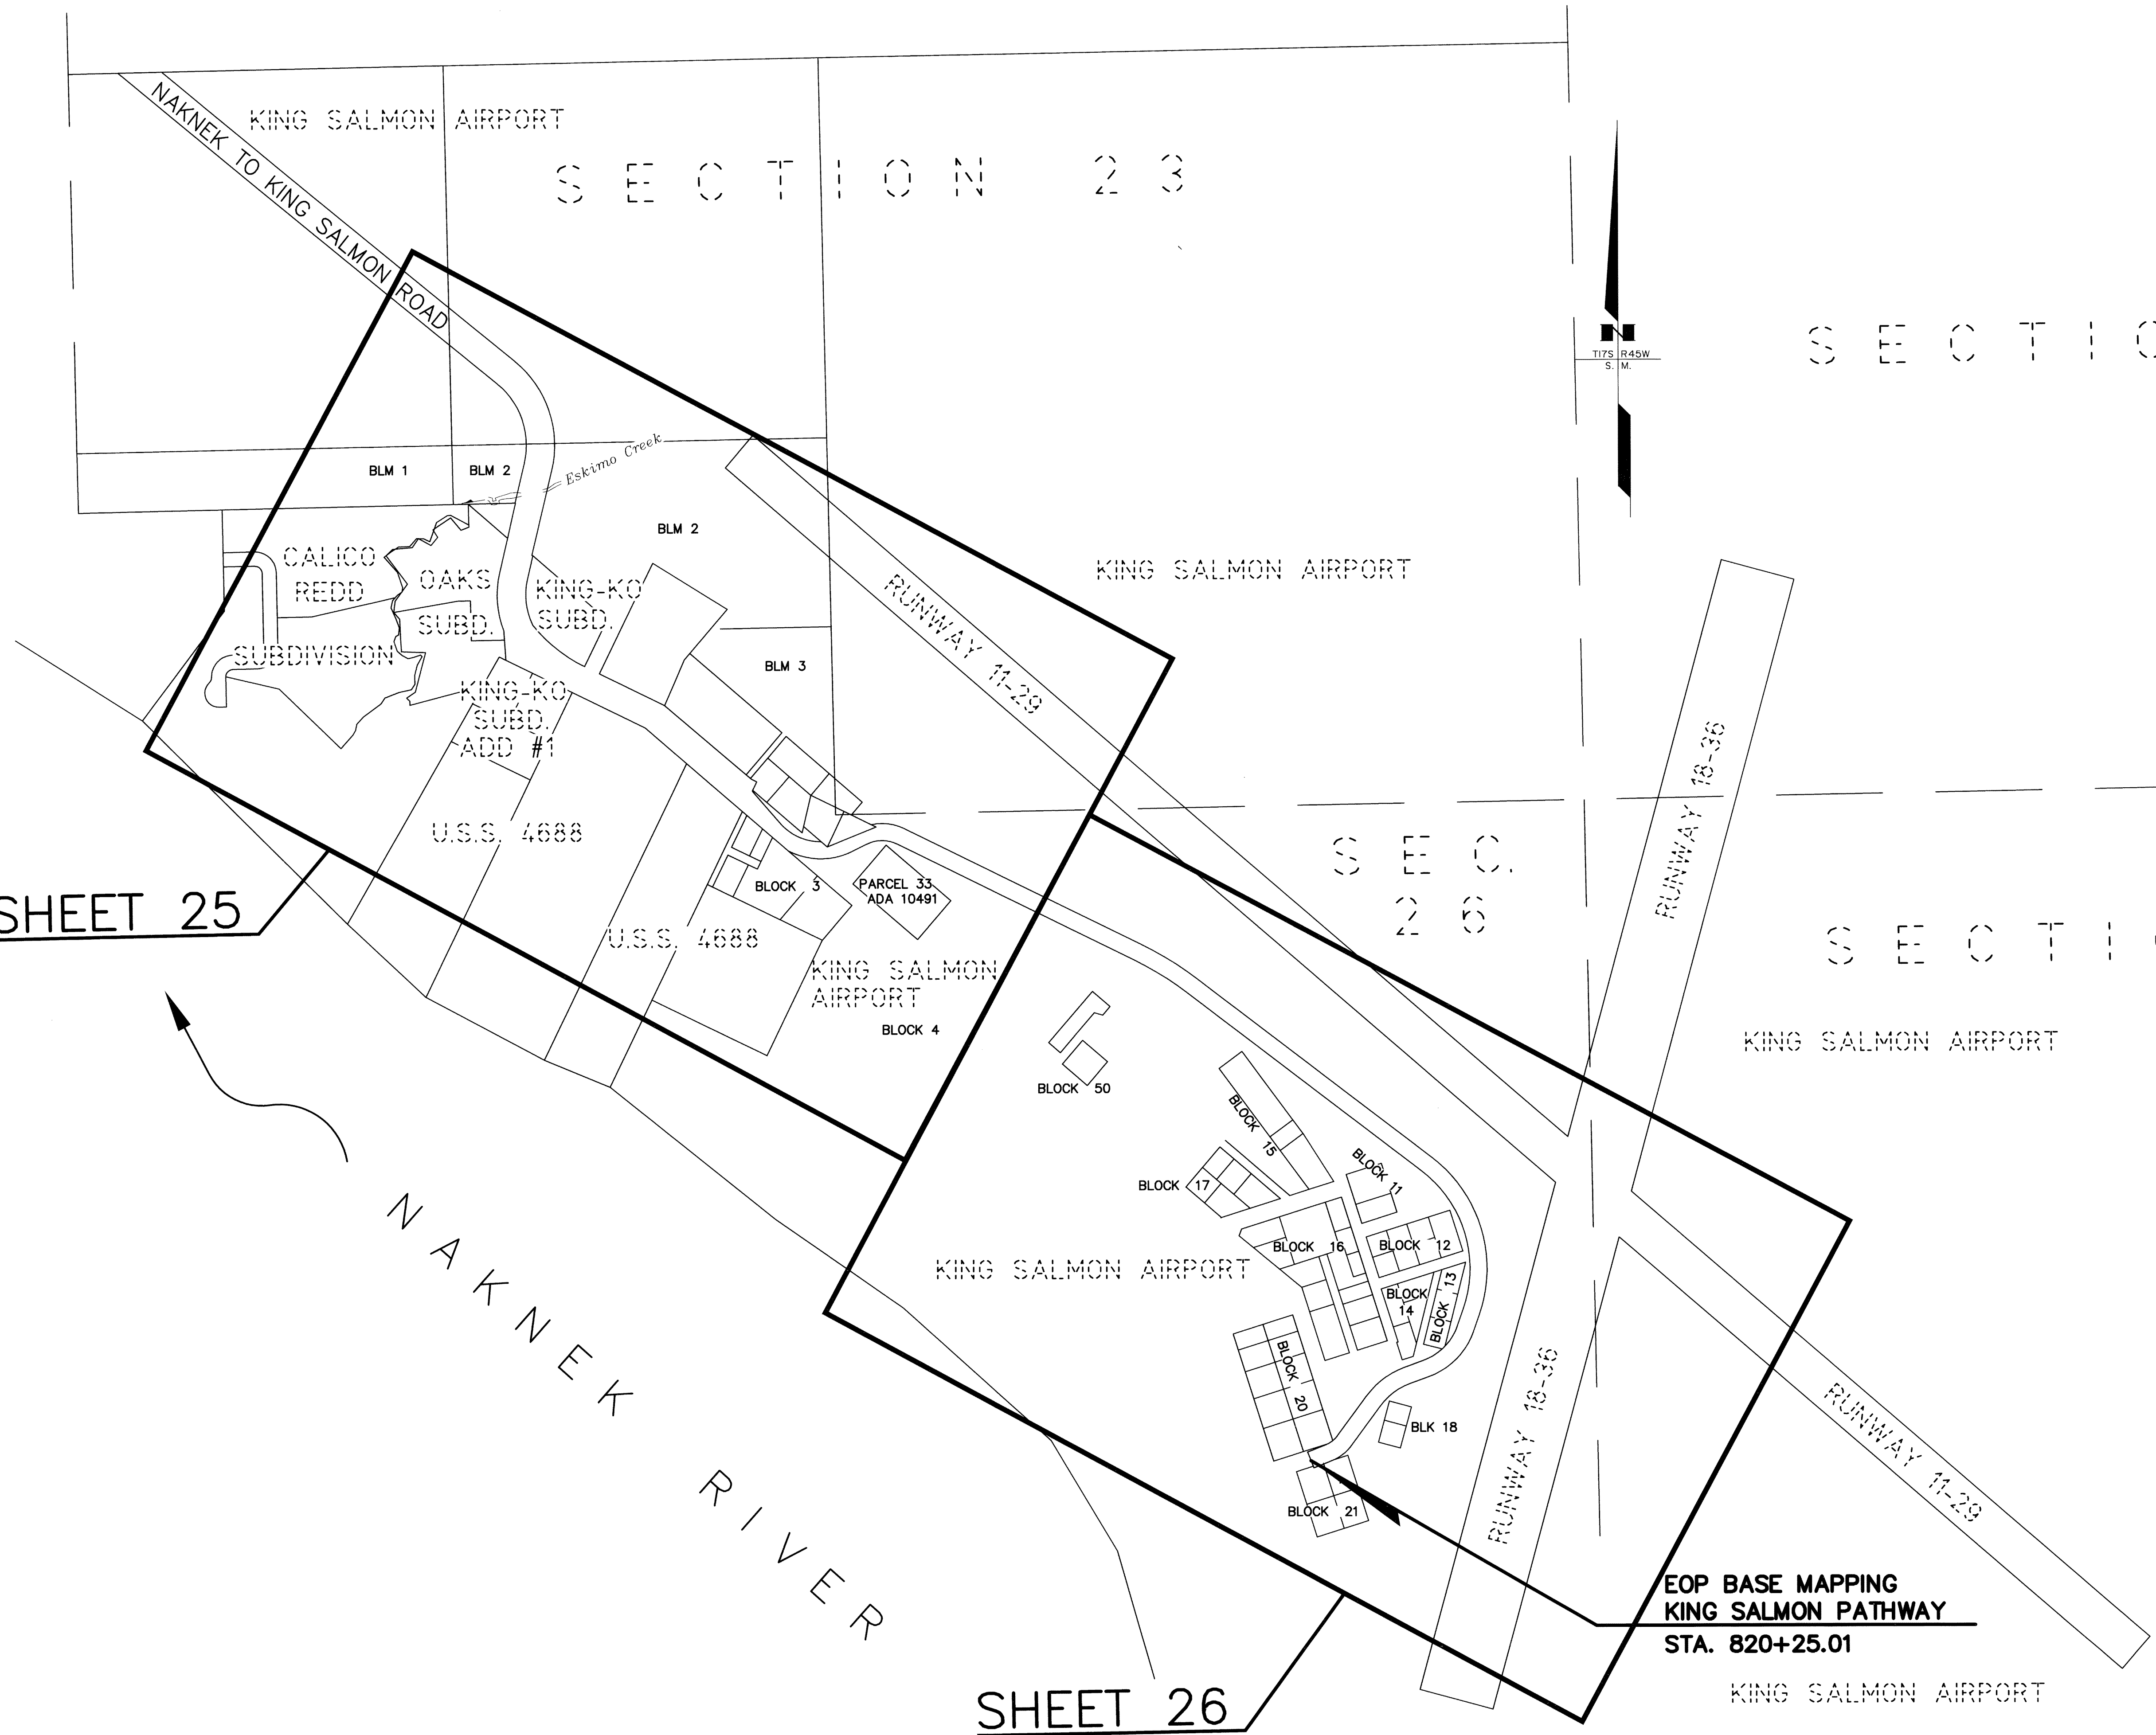 NAKNEK TO KING SALMON ROAD
KING SALMON AIRPORT
SECTION 23
N
T17S R45W
S. M.
BLM 1
BLM 2
Eskimo Creek
BLM 2
CALICO
REDD
SUBDIVISION
OAKS
SUBD.
KING-KO
SUBD.
KING SALMON AIRPORT
RUNWAY 11-29
BLM 3
KING-KO
SUBD.
ADD #1
RUNWAY 18-36
U.S.S. 4688
SEC.
26
SHEET 25
BLOCK 3
PARCEL 33
ADA 10491
U.S.S. 4688
KING SALMON
AIRPORT
BLOCK 4
KING SALMON AIRPORT
BLOCK 50
BLOCK 15
BLOCK 11
BLOCK 17
BLOCK 16
BLOCK 12
KING SALMON AIRPORT
BLOCK
14
BLOCK 13
BLOCK 20
BLK 18
BLOCK 21
RUNWAY 18-36
RUNWAY 11-29
NAKNEK RIVER
EOP BASE MAPPING
KING SALMON PATHWAY
STA. 820+25.01
KING SALMON AIRPORT
SHEET 26